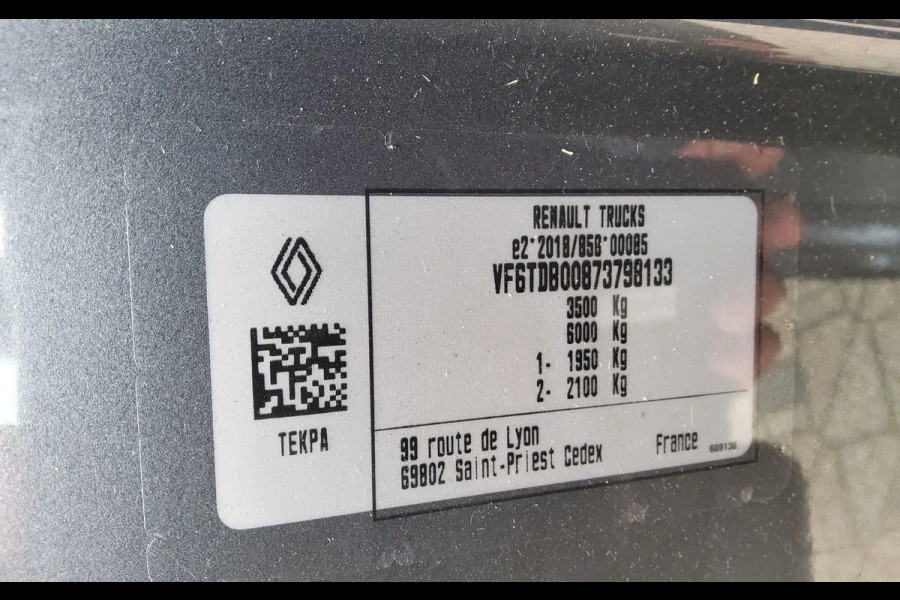 RENAULT TRUCKS
e2*2018/858*00085
VF6TDB00873798133
3500 Kg
6000 Kg
1- 1950 Kg
2- 2100 Kg
TEKPA
99 route de Lyon
69802 Saint-Priest Cedex France
689136